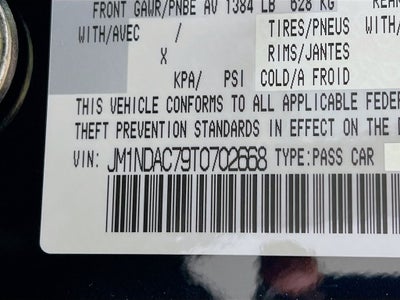 FRONT GAWR/PNBE AV 1384 LB 628 KG
WITH/AVEC / TIRES/PNEUS WITH/
X RIMS/JANTES
KPA/ PSI COLD/A FROID
THIS VEHICLE CONFORMS TO ALL APPLICABLE FEDER
THEFT PREVENTION STANDARDS IN EFFECT ON THE D
VIN: JM1NDAC79T0702668 TYPE:PASS CAR